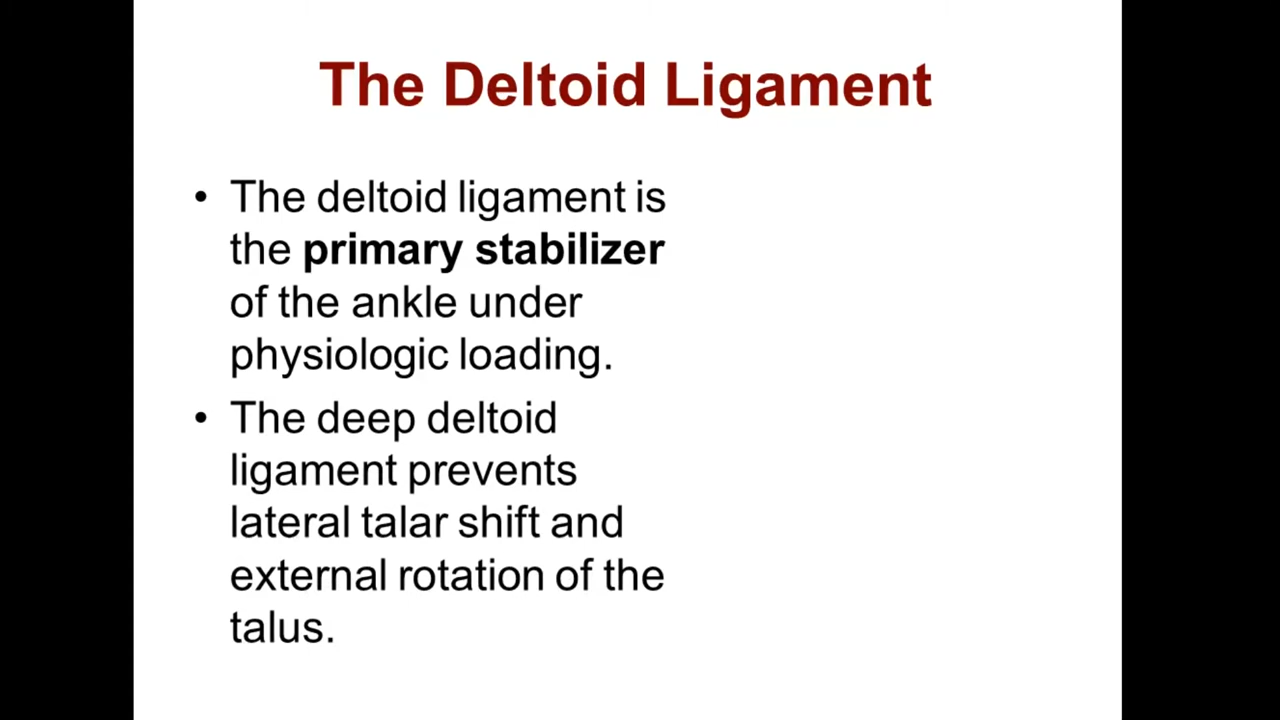 The Deltoid Ligament
• The deltoid ligament is
the primary stabilizer
of the ankle under
physiologic loading.
• The deep deltoid
ligament prevents
lateral talar shift and
external rotation of the
talus.